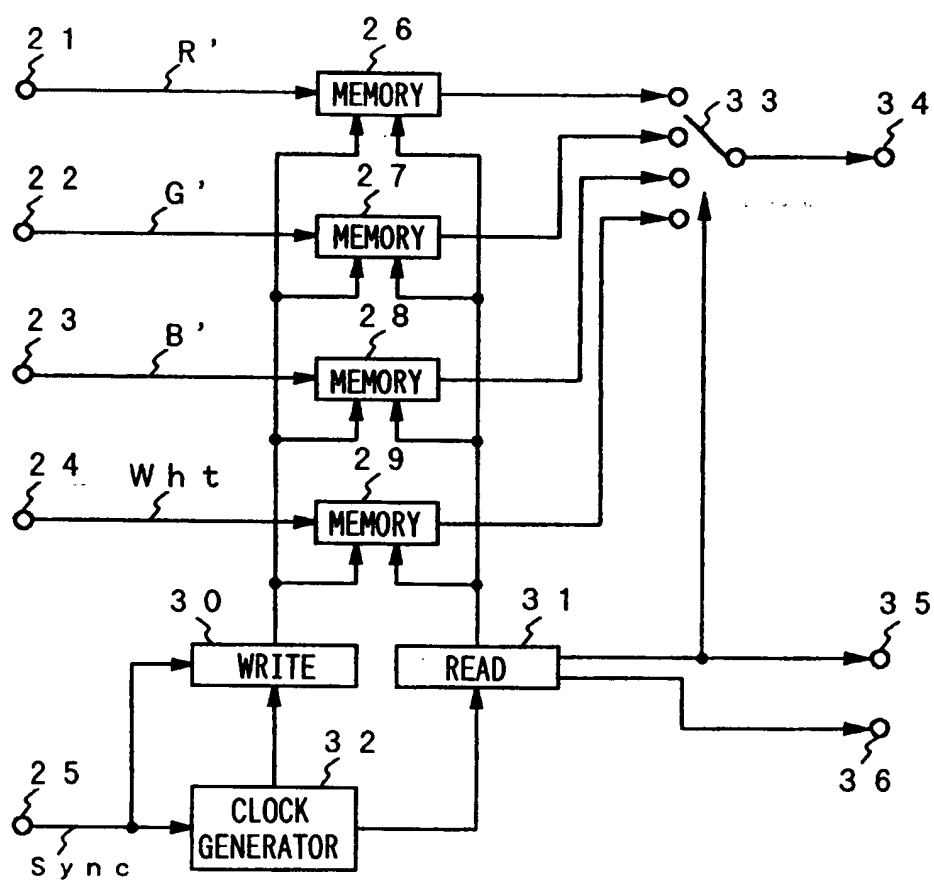 26
21
R'
MEMORY
33
34
27
22
G'
MEMORY
28
23
B'
MEMORY
29
24
Wht
MEMORY
30
31
35
WRITE
READ
32
36
25
CLOCK
GENERATOR
Sync